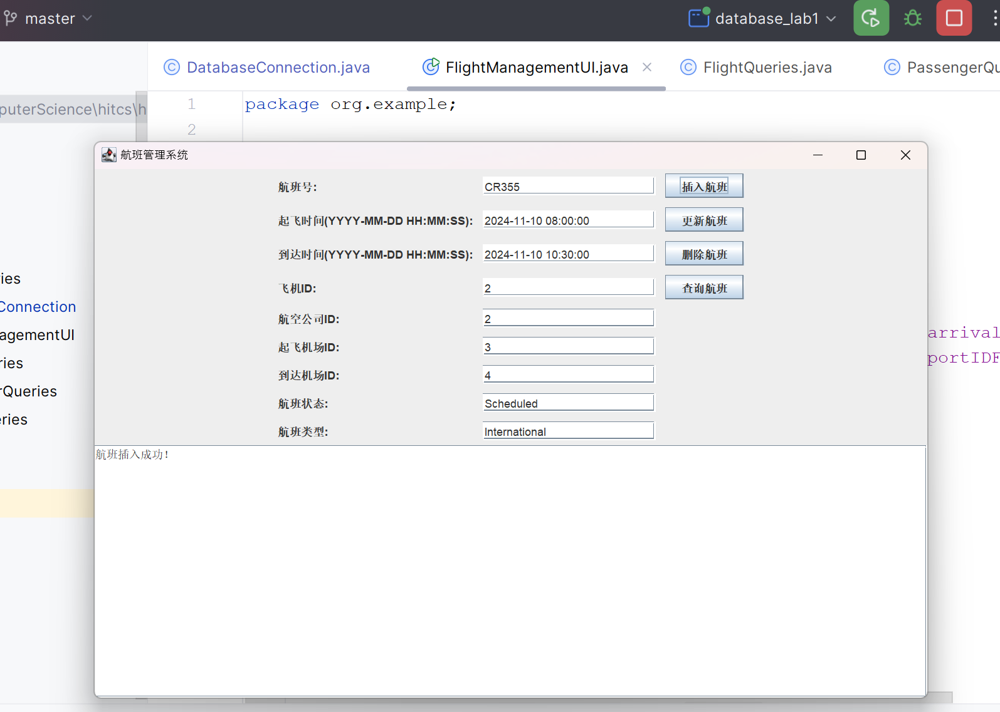 master
database_lab1
DatabaseConnection.java
FlightManagementUI.java
FlightQueries.java
PassengerQu
puterScience\hitcs\h
1
package org.example;
2
航班管理系统
航班号:
CR355
插入航班
起飞时间(YYYY-MM-DD HH:MM:SS):
2024-11-10 08:00:00
更新航班
到达时间(YYYY-MM-DD HH:MM:SS):
2024-11-10 10:30:00
删除航班
飞机ID:
2
查询航班
航空公司ID:
2
起飞机场ID:
3
到达机场ID:
4
航班状态:
Scheduled
航班类型:
International
航班插入成功!
ies
Connection
agementUI
ries
rQueries
eries
arrival
portIDF